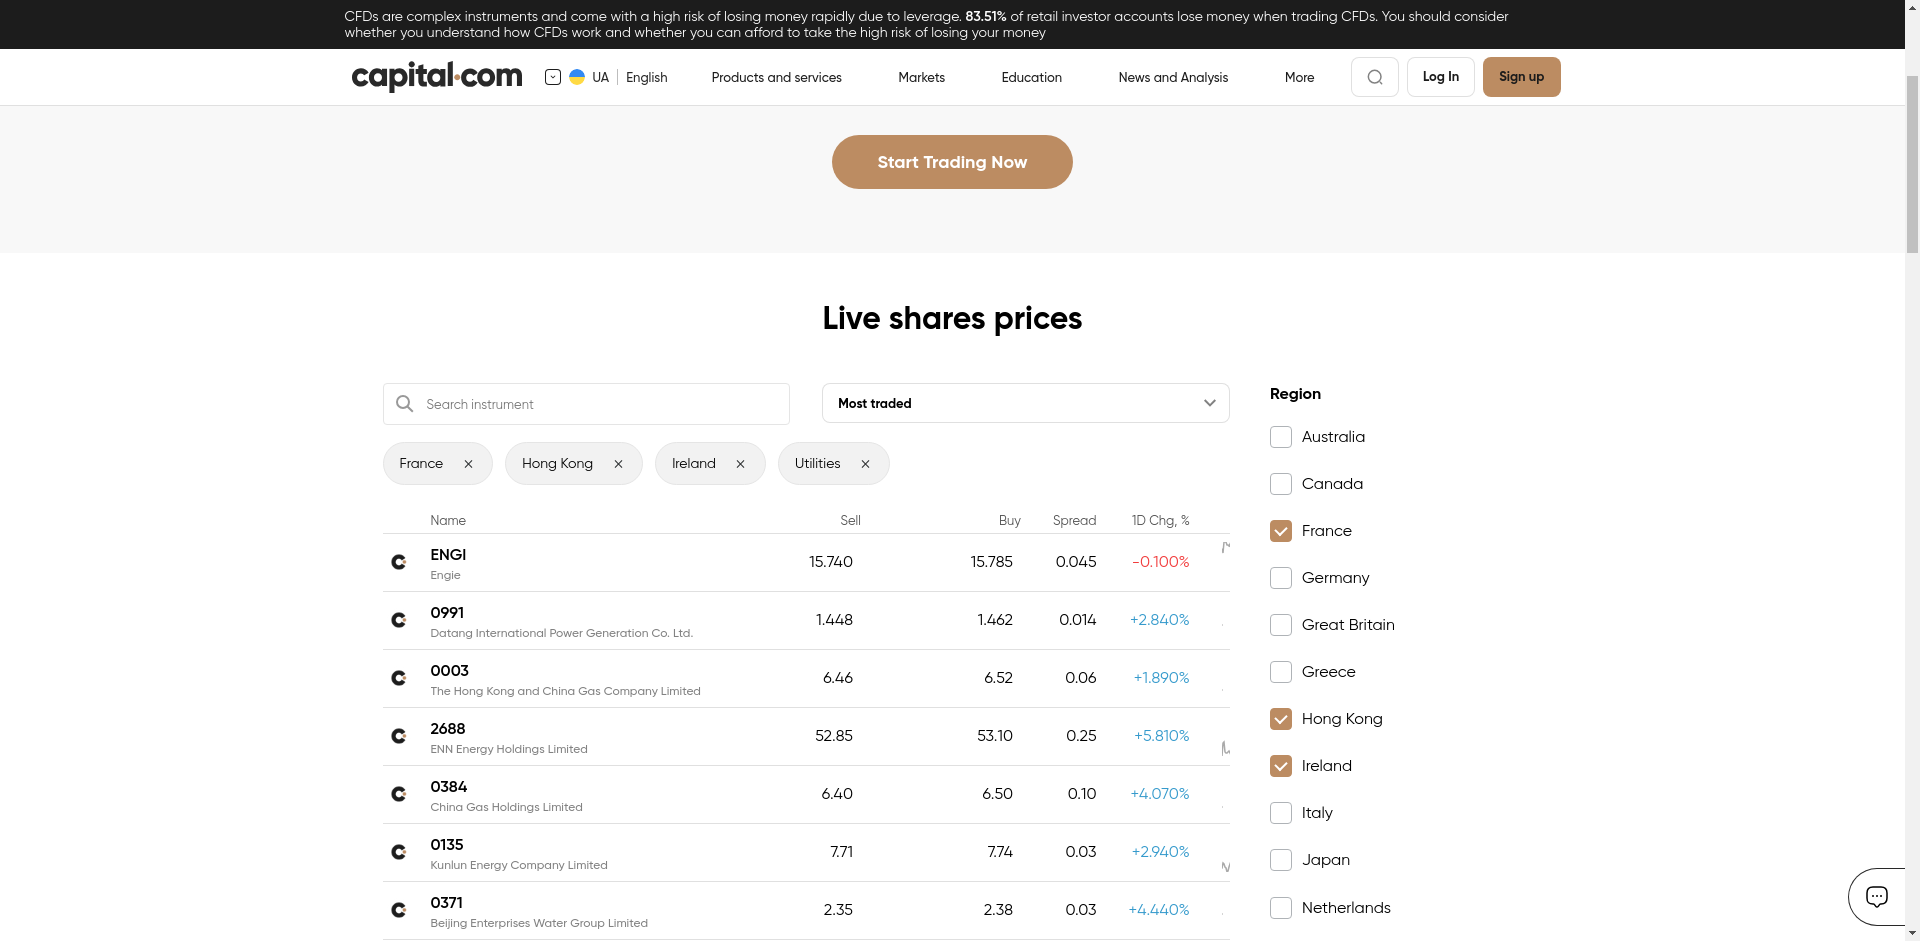 CFDs are complex instruments and come with a high risk of losing money rapidly due to leverage. 83.51% of retail investor accounts lose money when trading CFDs. You should consider
whether you understand how CFDs work and whether you can afford to take the high risk of losing your money
capital.com UA English Products and services Markets Education News and Analysis More Log In Sign up
Start Trading Now
Live shares prices
Search instrument
Most traded
France Hong Kong Ireland Utilities
Name Sell Buy Spread 1D Chg, %
ENGI 15.740 15.785 0.045 -0.100%
Engie
0991 1.448 1.462 0.014 +2.840%
Datang International Power Generation Co. Ltd.
0003 6.46 6.52 0.06 +1.890%
The Hong Kong and China Gas Company Limited
2688 52.85 53.10 0.25 +5.810%
ENN Energy Holdings Limited
0384 6.40 6.50 0.10 +4.070%
China Gas Holdings Limited
0135 7.71 7.74 0.03 +2.940%
Kunlun Energy Company Limited
0371 2.35 2.38 0.03 +4.440%
Beijing Enterprises Water Group Limited
Region
Australia
Canada
France
Germany
Great Britain
Greece
Hong Kong
Ireland
Italy
Japan
Netherlands